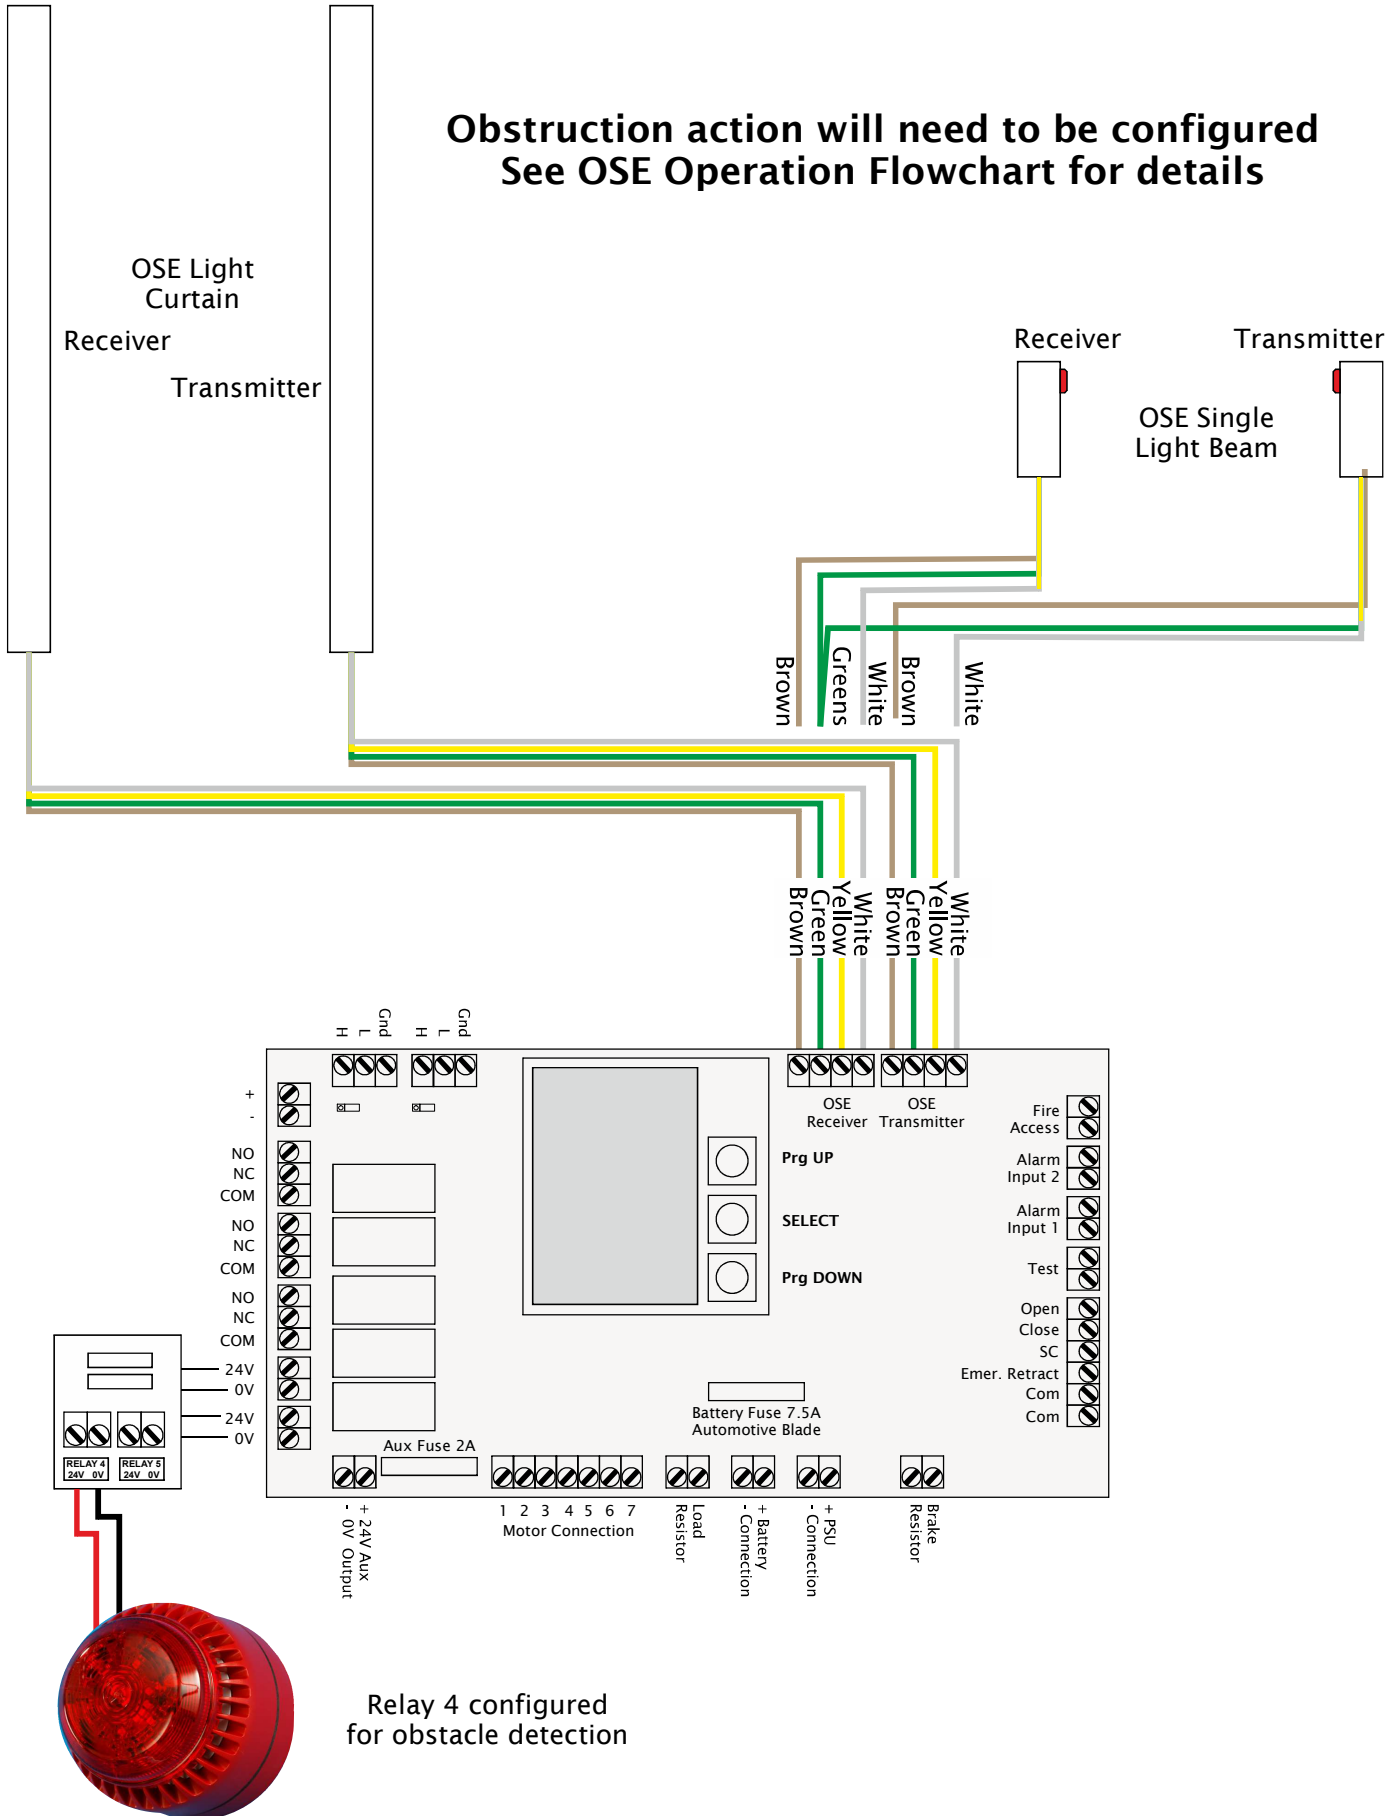 Obstruction action will need to be configured
See OSE Operation Flowchart for details
OSE Light
Curtain
Receiver
Transmitter
Receiver
Transmitter
OSE Single
Light Beam
Brown
Greens
White
Brown
White
Brown
Green
Yellow
White
Brown
Green
Yellow
White
H
L
Gnd
H
L
Gnd
+
-
NO
NC
COM
NO
NC
COM
NO
NC
COM
24V
0V
24V
0V
OSE
Receiver
OSE
Transmitter
Prg UP
SELECT
Prg DOWN
Fire
Access
Alarm
Input 2
Alarm
Input 1
Test
Open
Close
SC
Emer. Retract
Com
Com
Battery Fuse 7.5A
Automotive Blade
Aux Fuse 2A
RELAY 4
24V 0V
RELAY 5
24V 0V
+ 24V Aux
- 0V Output
1 2 3 4 5 6 7
Motor Connection
Load
Resistor
+ Battery
- Connection
+ PSU
- Connection
Brake
Resistor
Relay 4 configured
for obstacle detection